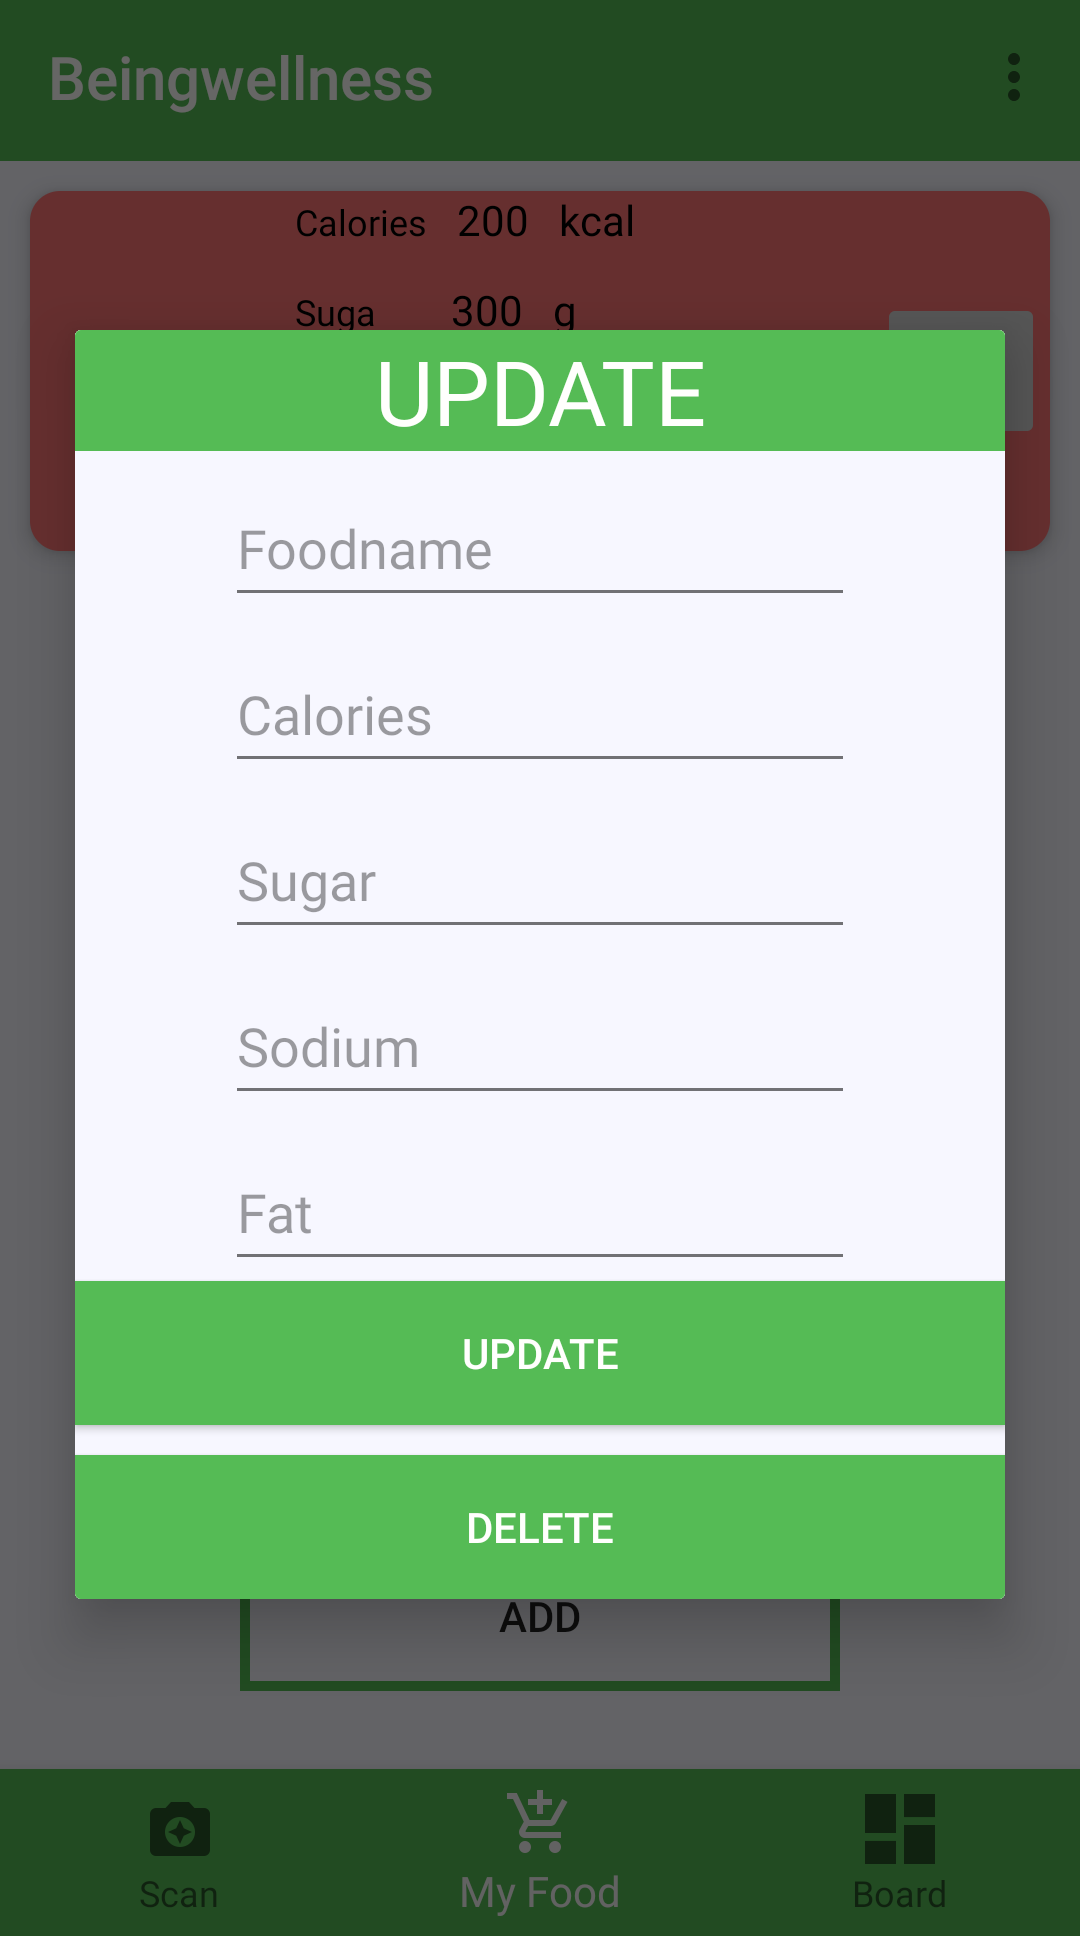 Beingwellness
Calories 200 kcal
Suga 300 g
UPDATE
Foodname
Calories
Sugar
Sodium
Fat
UPDATE
DELETE
ADD
Scan My Food Board